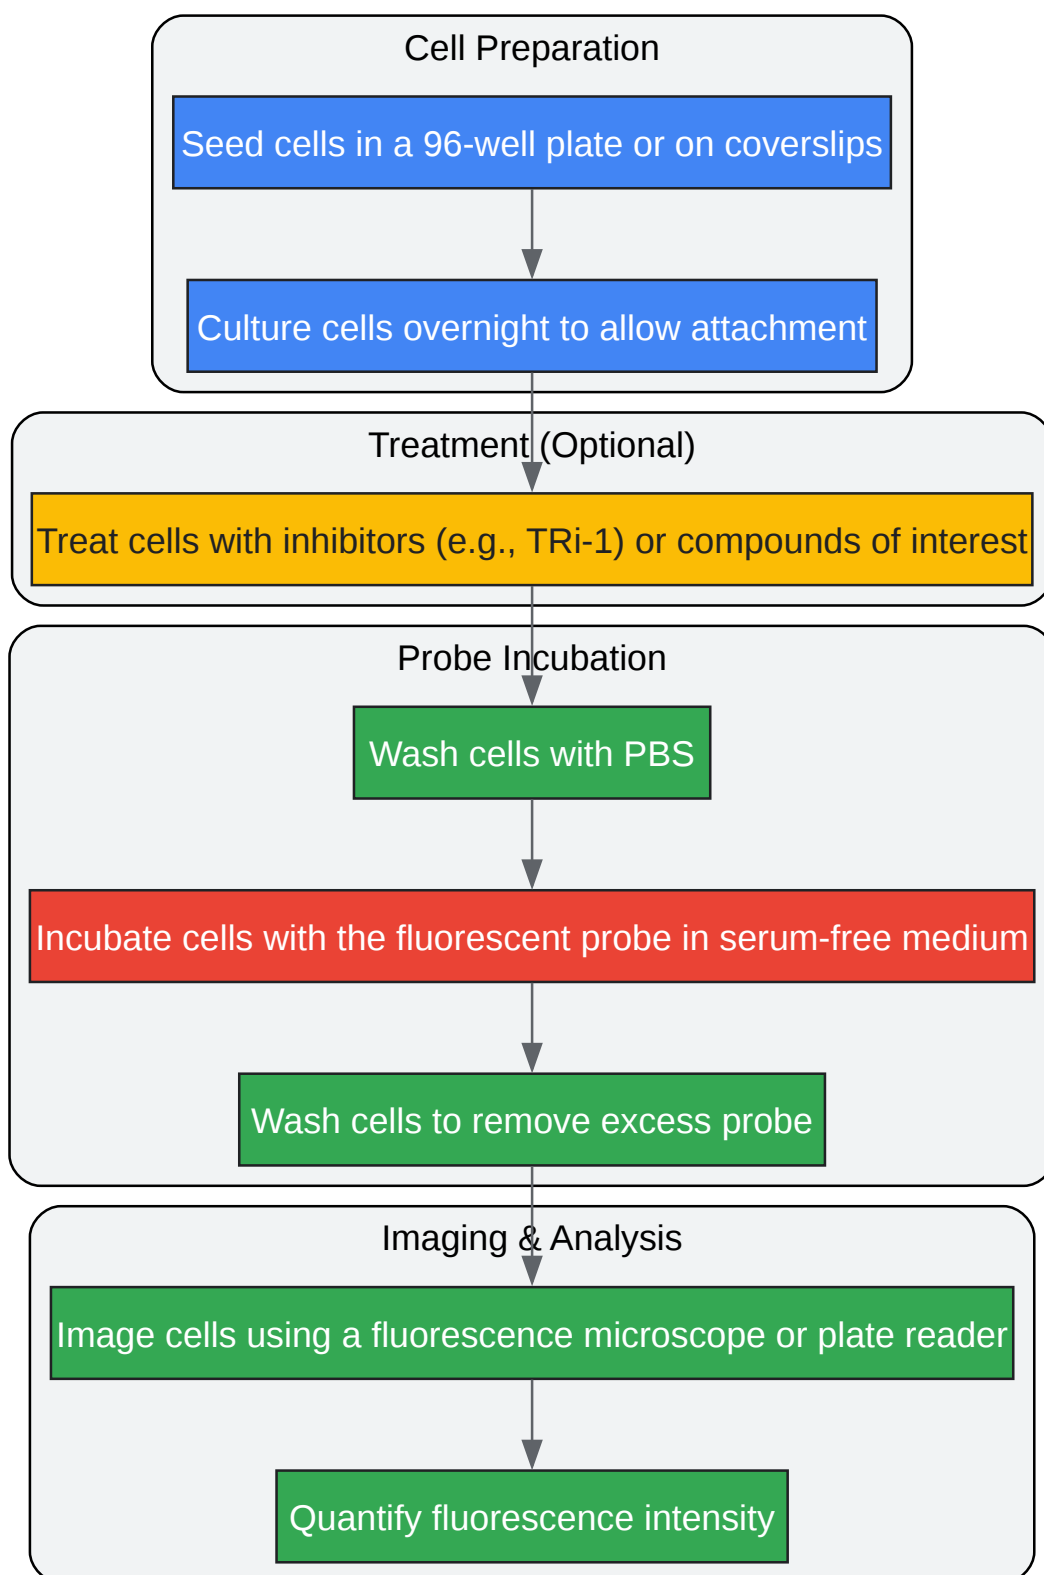 Cell Preparation
Seed cells in a 96-well plate or on coverslips
Culture cells overnight to allow attachment
Treatment (Optional)
Treat cells with inhibitors (e.g., TRi-1) or compounds of interest
Probe Incubation
Wash cells with PBS
Incubate cells with the fluorescent probe in serum-free medium
Wash cells to remove excess probe
Imaging & Analysis
Image cells using a fluorescence microscope or plate reader
Quantify fluorescence intensity